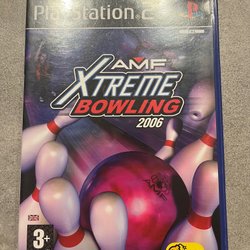 PlayStation 2
AMF
XTREME
BOWLING
2006
3+